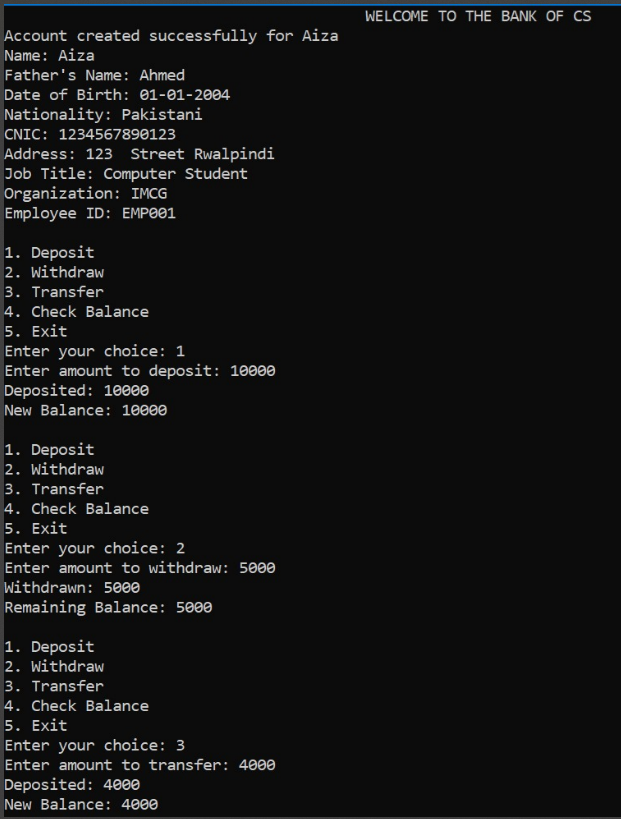 WELCOME TO THE BANK OF CS
Account created successfully for Aiza
Name: Aiza
Father's Name: Ahmed
Date of Birth: 01-01-2004
Nationality: Pakistani
CNIC: 1234567890123
Address: 123  Street Rwalpindi
Job Title: Computer Student
Organization: IMCG
Employee ID: EMP001

1. Deposit
2. Withdraw
3. Transfer
4. Check Balance
5. Exit
Enter your choice: 1
Enter amount to deposit: 10000
Deposited: 10000
New Balance: 10000

1. Deposit
2. Withdraw
3. Transfer
4. Check Balance
5. Exit
Enter your choice: 2
Enter amount to withdraw: 5000
Withdrawn: 5000
Remaining Balance: 5000

1. Deposit
2. Withdraw
3. Transfer
4. Check Balance
5. Exit
Enter your choice: 3
Enter amount to transfer: 4000
Deposited: 4000
New Balance: 4000